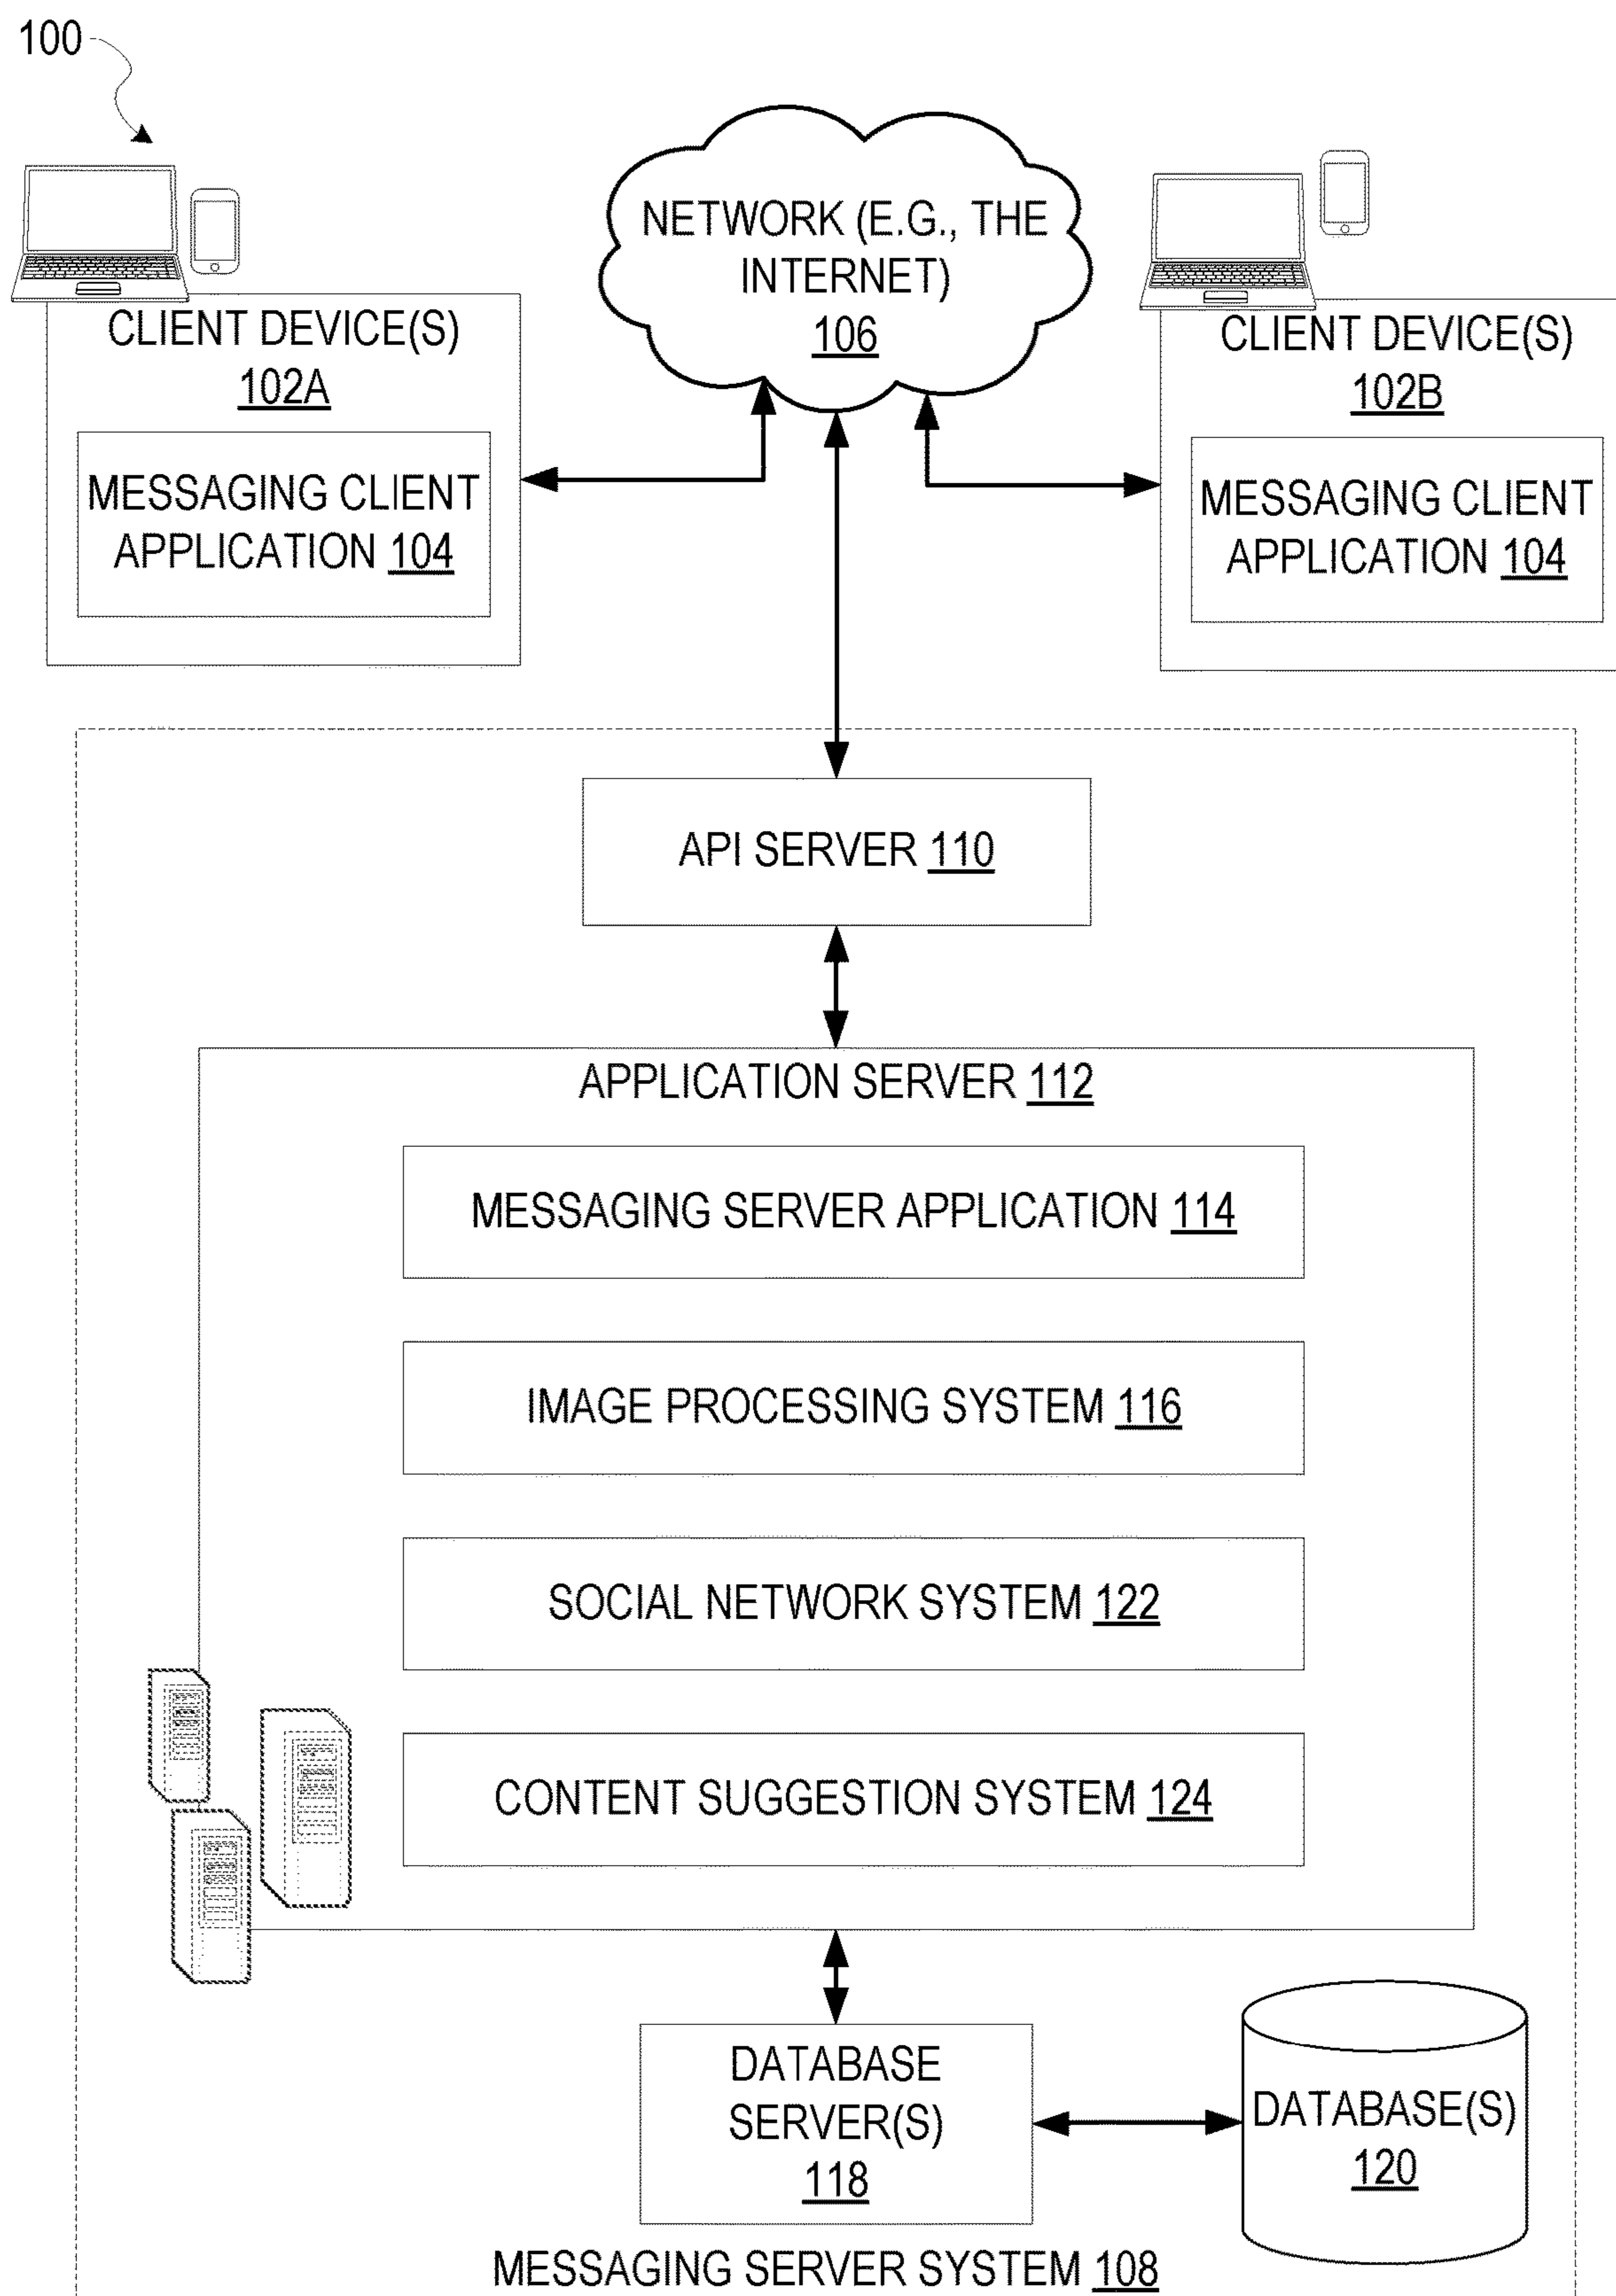 100
NETWORK (E.G., THE
INTERNET)
106
CLIENT DEVICE(S)
102A
MESSAGING CLIENT
APPLICATION 104
CLIENT DEVICE(S)
102B
MESSAGING CLIENT
APPLICATION 104
API SERVER 110
APPLICATION SERVER 112
MESSAGING SERVER APPLICATION 114
IMAGE PROCESSING SYSTEM 116
SOCIAL NETWORK SYSTEM 122
CONTENT SUGGESTION SYSTEM 124
DATABASE
SERVER(S)
118
DATABASE(S)
120
MESSAGING SERVER SYSTEM 108